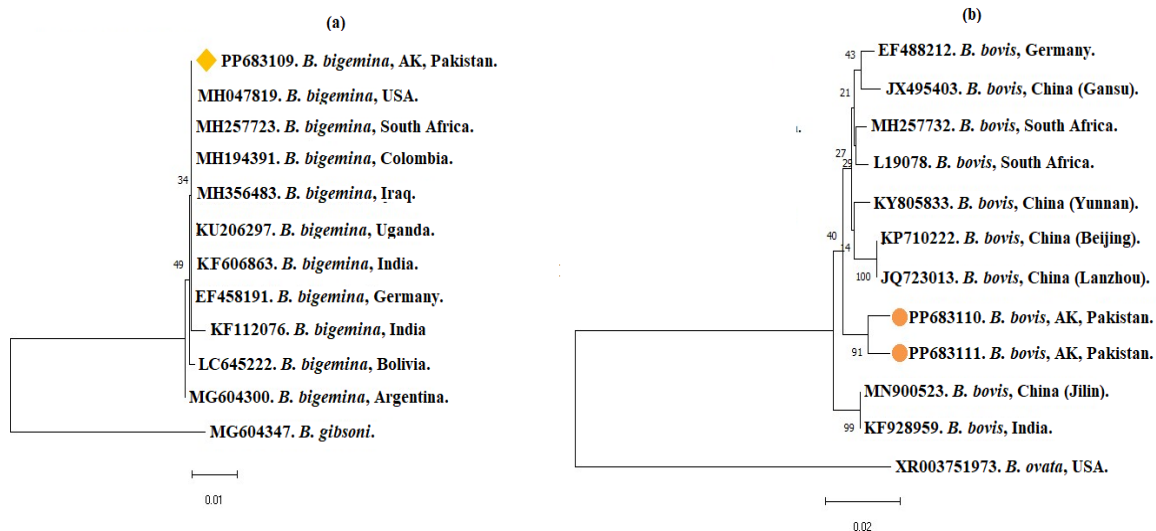 (a)
PP683109. B. bigemina, AK, Pakistan.
MH047819. B. bigemina, USA.
MH257723. B. bigemina, South Africa.
MH194391. B. bigemina, Colombia.
34
MH356483. B. bigemina, Iraq.
KU206297. B. bigemina, Uganda.
49
KF606863. B. bigemina, India.
EF458191. B. bigemina, Germany.
KF112076. B. bigemina, India
LC645222. B. bigemina, Bolivia.
MG604300. B. bigemina, Argentina.
MG604347. B. gibsoni.
0.01
(b)
43
EF488212. B. bovis, Germany.
21
JX495403. B. bovis, China (Gansu).
MH257732. B. bovis, South Africa.
27
29
L19078. B. bovis, South Africa.
KY805833. B. bovis, China (Yunnan).
40
14
KP710222. B. bovis, China (Beijing).
100
JQ723013. B. bovis, China (Lanzhou).
PP683110. B. bovis, AK, Pakistan.
91
PP683111. B. bovis, AK, Pakistan.
MN900523. B. bovis, China (Jilin).
99
KF928959. B. bovis, India.
XR003751973. B. ovata, USA.
0.02